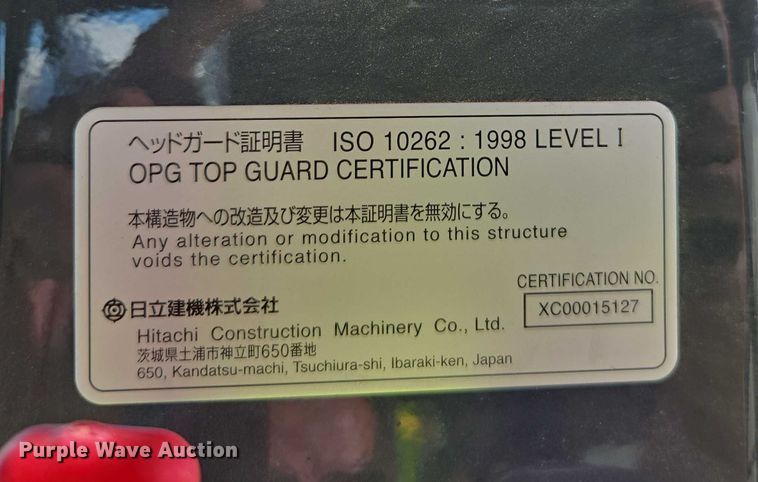 ヘッドガード証明書 ISO 10262 : 1998 LEVEL I
OPG TOP GUARD CERTIFICATION
本構造物への改造及び変更は本証明書を無効にする。
Any alteration or modification to this structure
voids the certification.
CERTIFICATION NO.
XC00015127
日立建機株式会社
Hitachi Construction Machinery Co., Ltd.
茨城県土浦市神立町650番地
650, Kandatsu-machi, Tsuchiura-shi, Ibaraki-ken, Japan
Purple Wave Auction